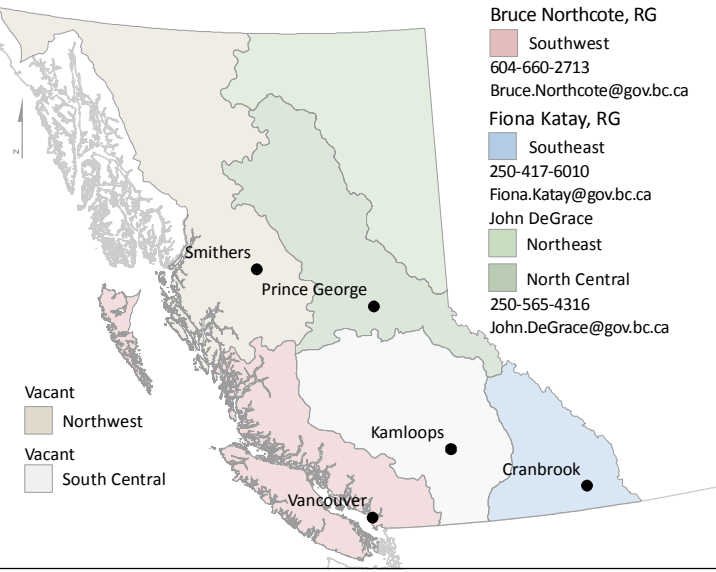 Bruce Northcote, RG
Southwest
604-660-2713
Bruce.Northcote@gov.bc.ca
Fiona Katay, RG
Southeast
250-417-6010
Fiona.Katay@gov.bc.ca
John DeGrace
Northeast
North Central
250-565-4316
John.DeGrace@gov.bc.ca
N
Smithers
Prince George
Vacant
Northwest
Vacant
South Central
Kamloops
Cranbrook
Vancouver